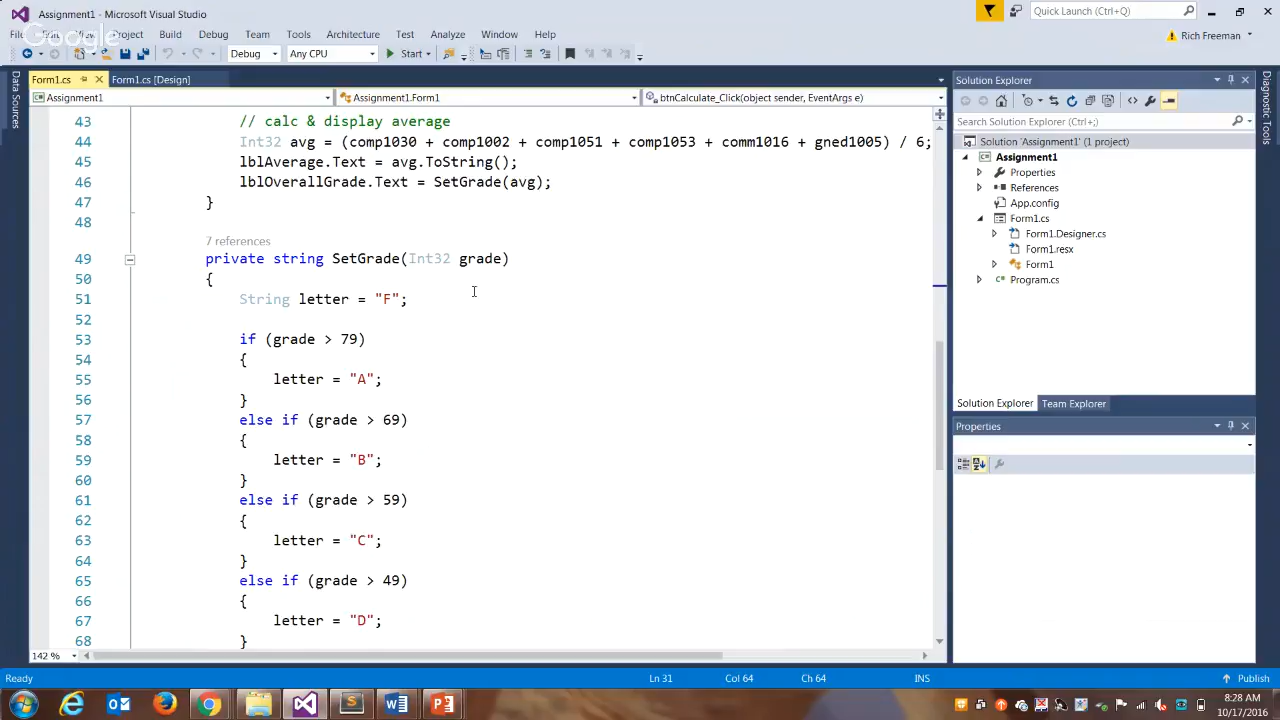 Assignment1 - Microsoft Visual Studio
Quick Launch (Ctrl+Q)
Google
Project Build Debug Team Tools Architecture Test Analyze Window Help
Rich Freeman
Debug Any CPU Start
Form1.cs Form1.cs [Design]
Assignment1 Assignment1.Form1 btnCalculate_Click(object sender, EventArgs e)
43 // calc & display average
44 Int32 avg = (comp1030 + comp1002 + comp1051 + comp1053 + comm1016 + gned1005) / 6;
45 lblAverage.Text = avg.ToString();
46 lblOverallGrade.Text = SetGrade(avg);
47 }
48
7 references
49 private string SetGrade(Int32 grade)
50 {
51 String letter = "F";
52
53 if (grade > 79)
54 {
55 letter = "A";
56 }
57 else if (grade > 69)
58 {
59 letter = "B";
60 }
61 else if (grade > 59)
62 {
63 letter = "C";
64 }
65 else if (grade > 49)
66 {
67 letter = "D";
68 }
142 %
Data Sources
Solution Explorer
Search Solution Explorer (Ctrl+;)
Solution 'Assignment1' (1 project)
Assignment1
Properties
References
App.config
Form1.cs
Form1.Designer.cs
Form1.resx
Form1
Program.cs
Solution Explorer Team Explorer
Properties
Diagnostic Tools
Ready Ln 31 Col 64 Ch 64 INS Publish
8:28 AM
10/17/2016